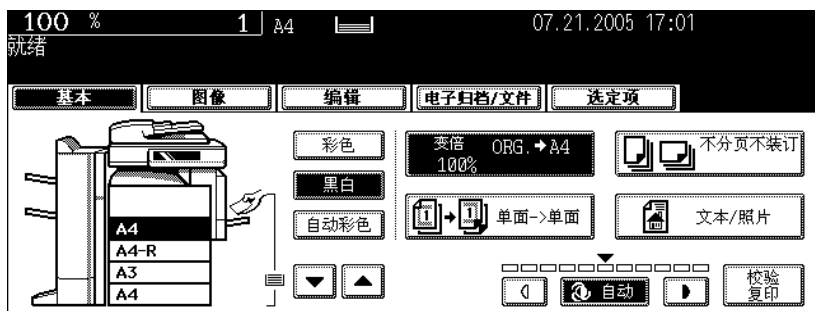 100 % 1 A4 07.21.2005 17:01
就绪
基本 图像 编辑 电子归档/文件 选定项
彩色
黑白
自动彩色
变倍 ORG.➔A4
100%
不分页不装订
1➔1 单面->单面
文本/照片
A4
A4-R
A3
A4
自动
校验
复印